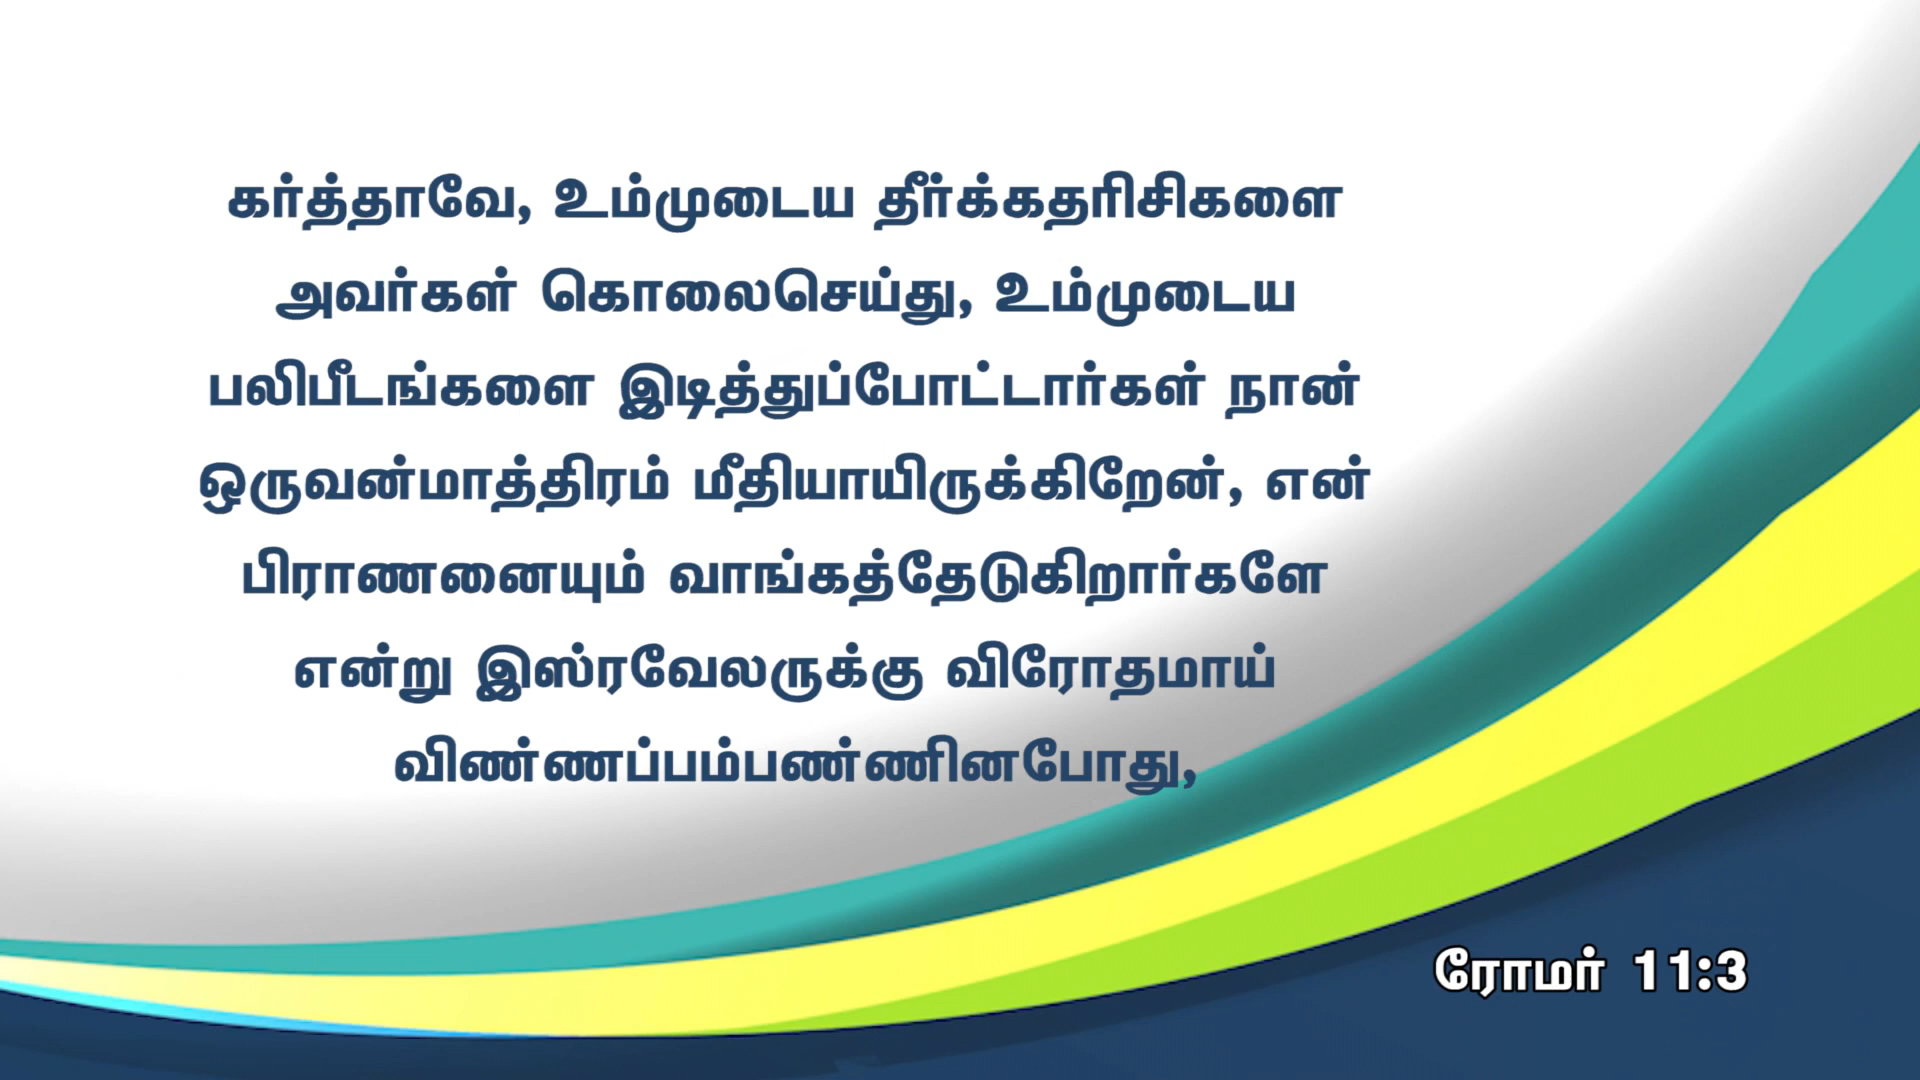 கர்த்தாவே, உம்முடைய தீர்க்கதரிசிகளை
அவர்கள் கொலைசெய்து, உம்முடைய
பலிபீடங்களை இடித்துப்போட்டார்கள் நான்
ஒருவன்மாத்திரம் மீதியாயிருக்கிறேன், என்
பிராணனையும் வாங்கத்தேடுகிறார்களே
என்று இஸ்ரவேலருக்கு விரோதமாய்
விண்ணப்பம்பண்ணினபோது,
ரோமர் 11:3